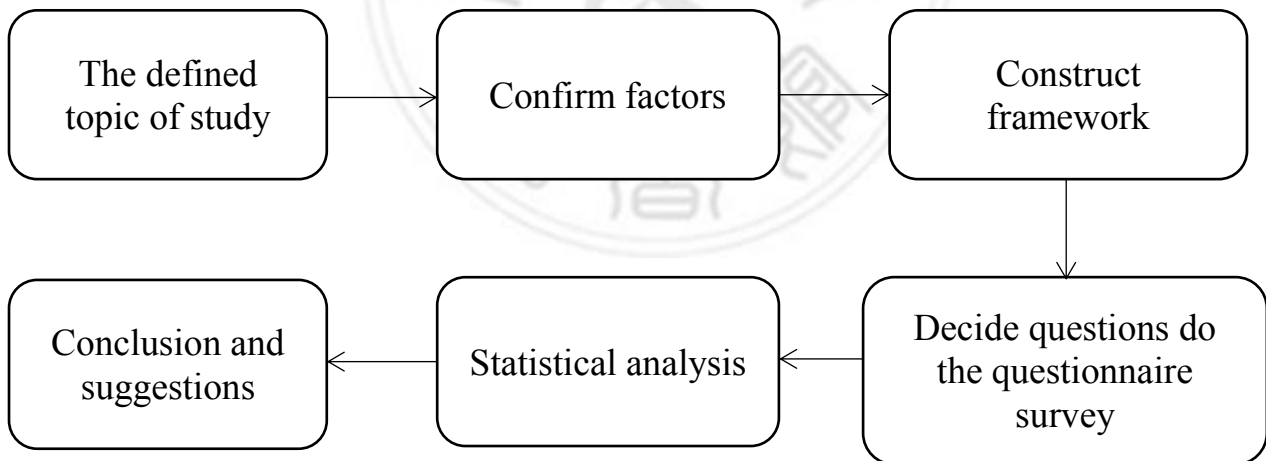 The defined
topic of study
Confirm factors
Construct
framework
Decide questions do
the questionnaire
survey
Statistical analysis
Conclusion and
suggestions